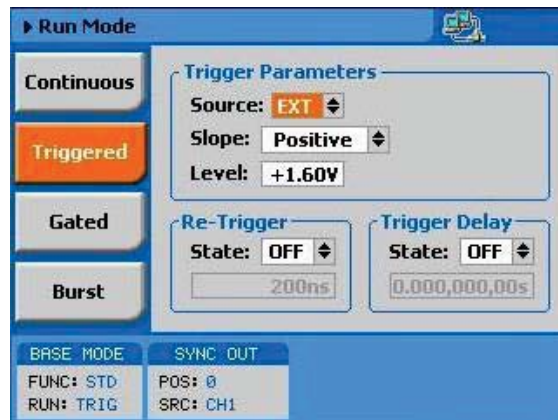 Run Mode
Continuous
Triggered
Gated
Burst
Trigger Parameters
Source: EXT
Slope: Positive
Level: +1.60V
Re-Trigger
State: OFF
200ns
Trigger Delay
State: OFF
0.000,000,00s
BASE MODE
FUNC: STD
RUN: TRIG
SYNC OUT
POS: 0
SRC: CH1